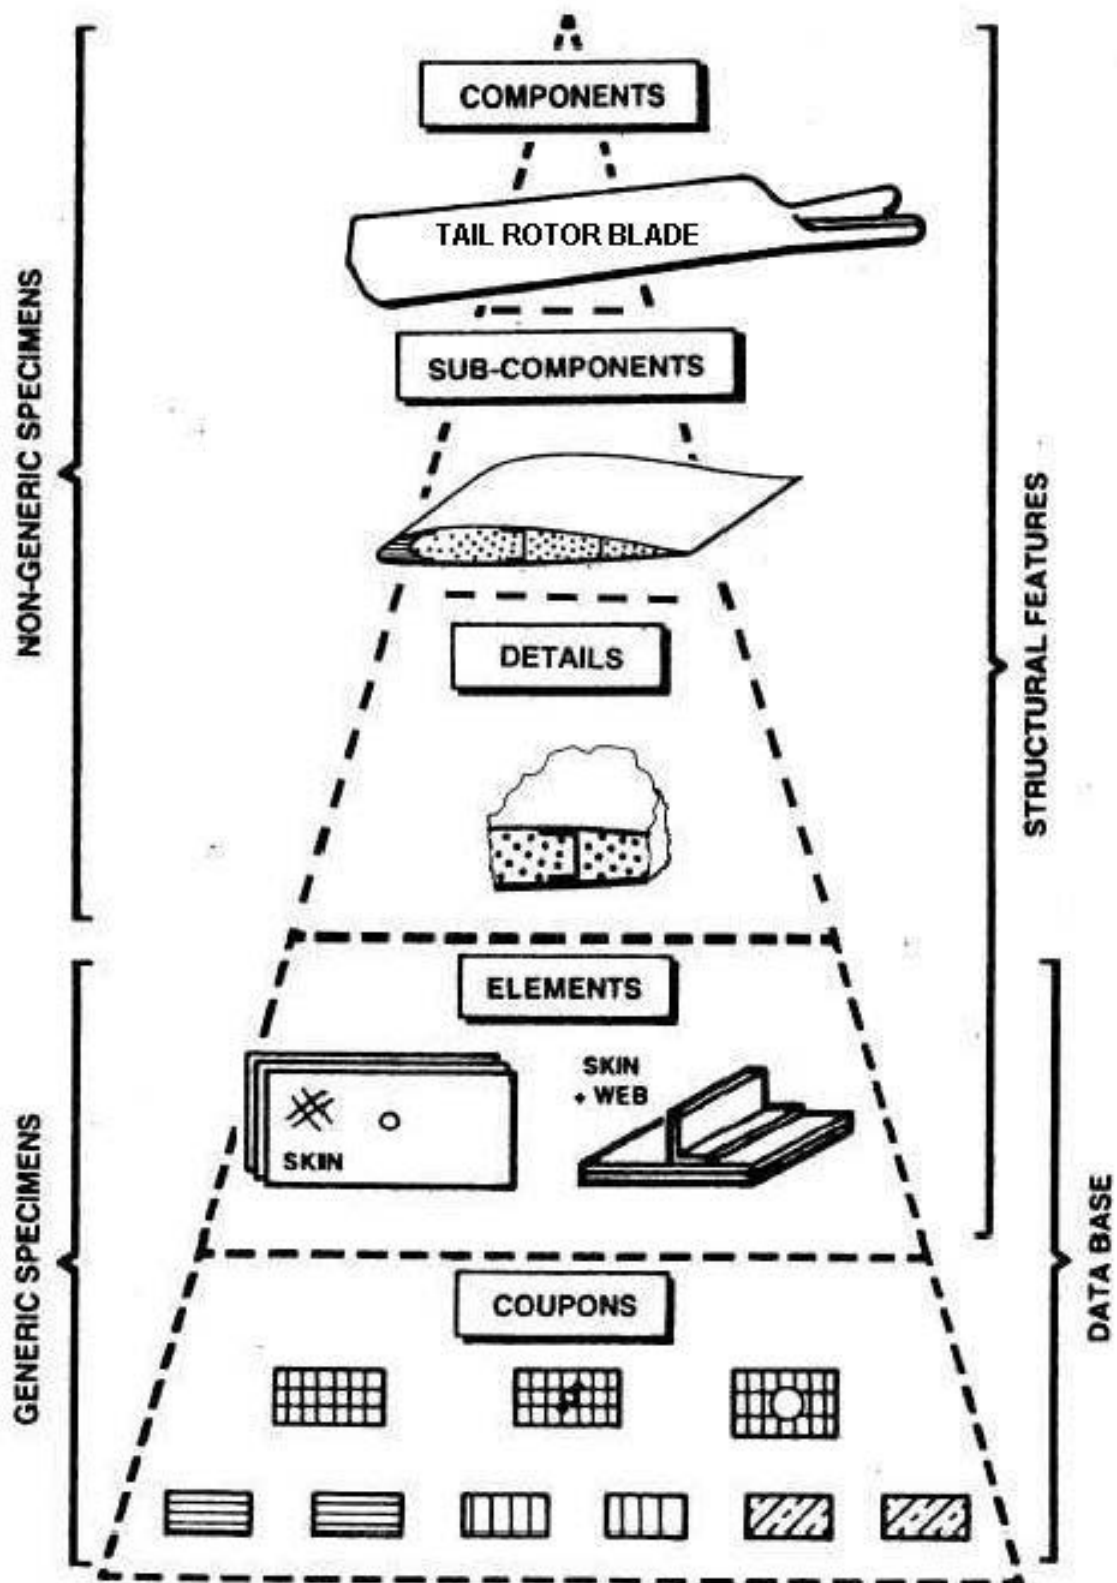 COMPONENTS
TAIL ROTOR BLADE
SUB-COMPONENTS
NON-GENERIC SPECIMENS
STRUCTURAL FEATURES
DETAILS
ELEMENTS
SKIN
+ WEB
SKIN
GENERIC SPECIMENS
DATA BASE
COUPONS